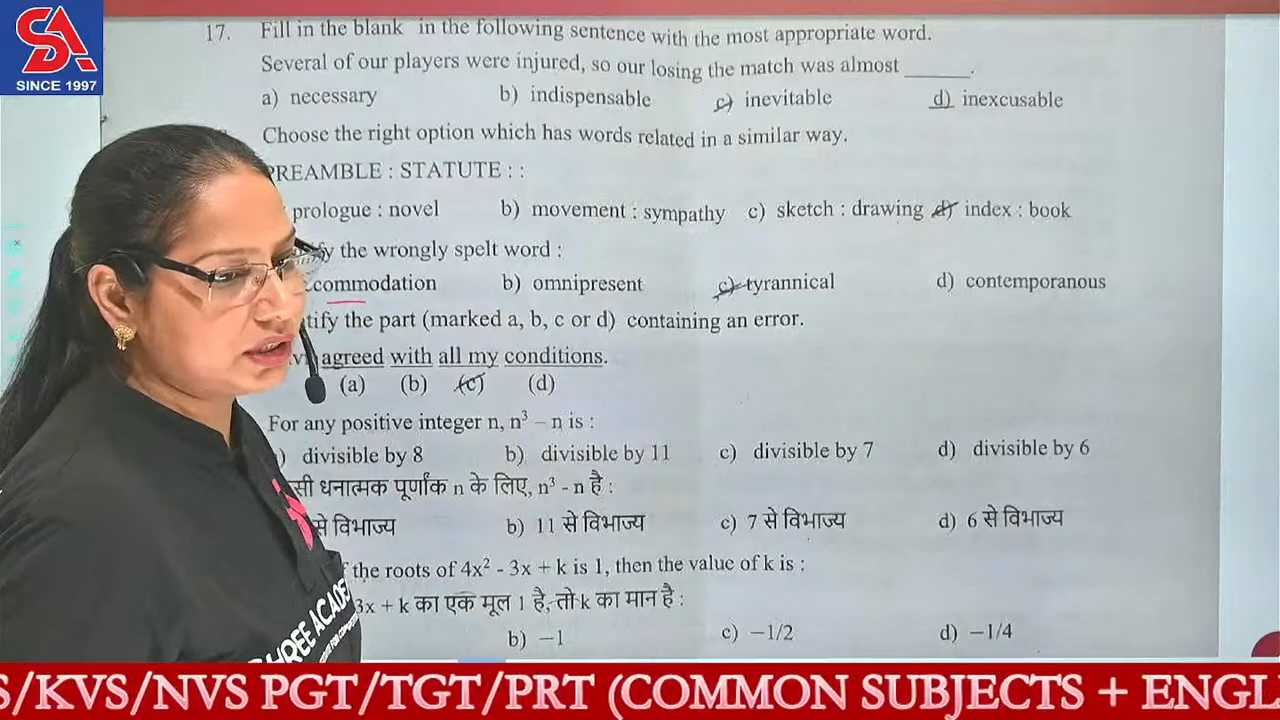 SA
SINCE 1997
17. Fill in the blank in the following sentence with the most appropriate word.
Several of our players were injured, so our losing the match was almost ______.
a) necessary b) indispensable c) inevitable d) inexcusable
Choose the right option which has words related in a similar way.
PREAMBLE : STATUTE : :
prologue : novel b) movement : sympathy c) sketch : drawing d) index : book
the wrongly spelt word :
b) omnipresent c) tyrannical d) contemporanous
the part (marked a, b, c or d) containing an error.
agreed with all my conditions.
(a) (b) (c) (d)
For any positive integer n, n³ – n is :
) divisible by 8 b) divisible by 11 c) divisible by 7 d) divisible by 6
धनात्मक पूर्णांक n के लिए, n³ - n है :
से विभाज्य b) 11 से विभाज्य c) 7 से विभाज्य d) 6 से विभाज्य
the roots of 4x² - 3x + k is 1, then the value of k is :
3x + k का एक मूल 1 है, तो k का मान है :
b) –1 c) –1/2 d) –1/4
S/KVS/NVS PGT/TGT/PRT (COMMON SUBJECTS + ENGL